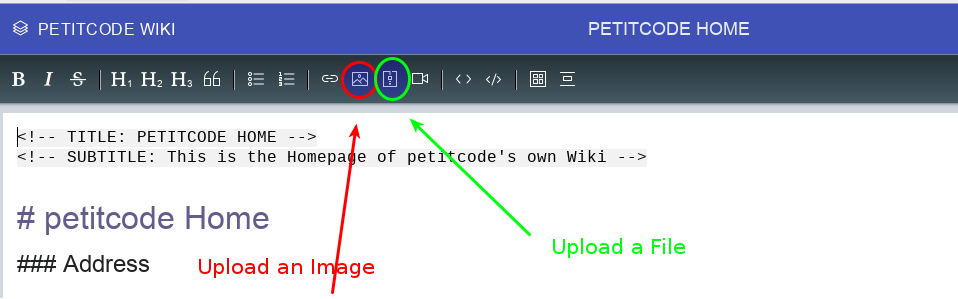 PETITCODE WIKI PETITCODE HOME
B I S H1 H2 H3
<!-- TITLE: PETITCODE HOME -->
<!-- SUBTITLE: This is the Homepage of petitcode's own Wiki -->
# petitcode Home
Upload a File
### Address
Upload an Image